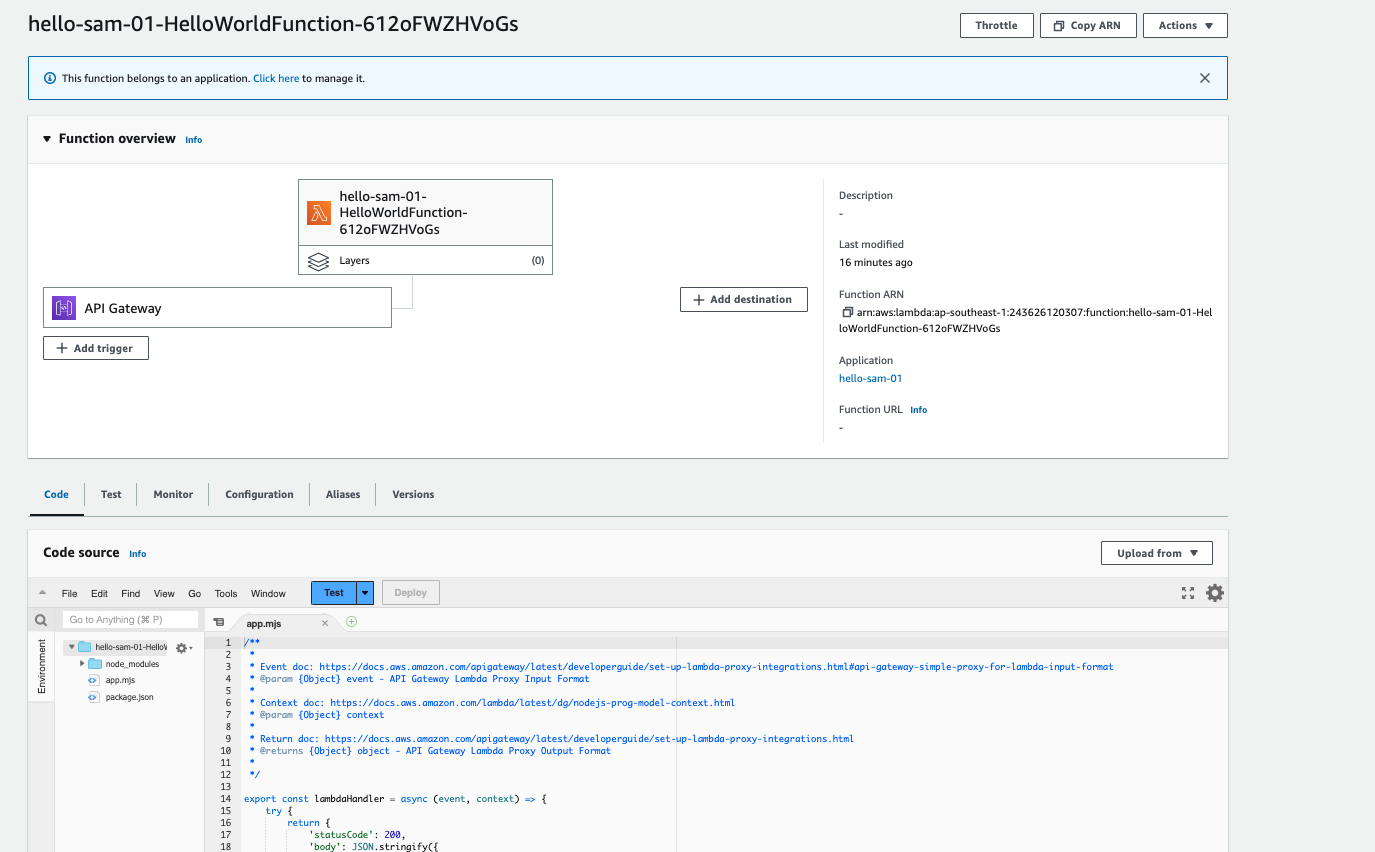 hello-sam-01-HelloWorldFunction-612oFWZHVoGs
Throttle
Copy ARN
Actions
This function belongs to an application. Click here to manage it.
Function overview Info
hello-sam-01-
HelloWorldFunction-
612oFWZHVoGs
Layers (0)
API Gateway
Add trigger
Add destination
Description
-
Last modified
16 minutes ago
Function ARN
arn:aws:lambda:ap-southeast-1:243626120307:function:hello-sam-01-Hel
loWorldFunction-612oFWZHVoGs
Application
hello-sam-01
Function URL Info
-
Code Test Monitor Configuration Aliases Versions
Code source Info
Upload from
File Edit Find View Go Tools Window Test Deploy
Go to Anything (⌘ P)
app.mjs
Environment
hello-sam-01-HelloW
node_modules
app.mjs
package.json
1 /**
2 *
3 * Event doc: https://docs.aws.amazon.com/apigateway/latest/developerguide/set-up-lambda-proxy-integrations.html#api-gateway-simple-proxy-for-lambda-input-format
4 * @param {Object} event - API Gateway Lambda Proxy Input Format
5 *
6 * Context doc: https://docs.aws.amazon.com/lambda/latest/dg/nodejs-prog-model-context.html
7 * @param {Object} context
8 *
9 * Return doc: https://docs.aws.amazon.com/apigateway/latest/developerguide/set-up-lambda-proxy-integrations.html
10 * @returns {Object} object - API Gateway Lambda Proxy Output Format
11 *
12 */
13
14 export const lambdaHandler = async (event, context) => {
15 try {
16 return {
17 'statusCode': 200,
18 'body': JSON.stringify({